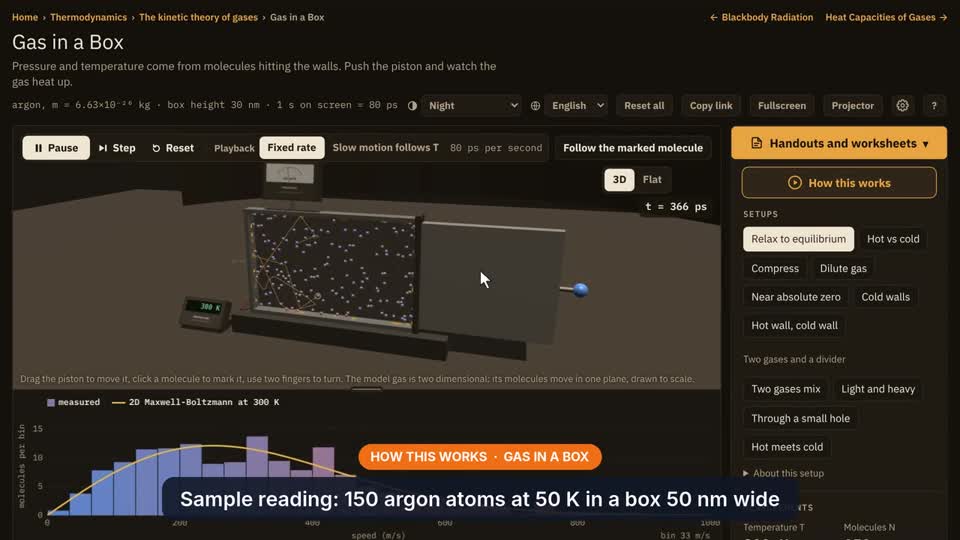 Home › Thermodynamics › The kinetic theory of gases › Gas in a Box
← Blackbody Radiation Heat Capacities of Gases →
Gas in a Box
Pressure and temperature come from molecules hitting the walls. Push the piston and watch the
gas heat up.
argon, m = 6.63×10⁻²⁶ kg · box height 30 nm · 1 s on screen = 80 ps
Night
English
Reset all
Copy link
Fullscreen
Projector
?
Pause
Step
Reset
Playback
Fixed rate
Slow motion follows T
80 ps per second
Follow the marked molecule
3D
Flat
t = 366 ps
300 K
Drag the piston to move it, click a molecule to mark it, use two fingers to turn. The model gas is two dimensional; its molecules move in one plane, drawn to scale.
measured
2D Maxwell-Boltzmann at 300 K
molecules per bin
15
10
5
0
0 200 400 600 800 1000
speed (m/s)
bin 33 m/s
HOW THIS WORKS · GAS IN A BOX
Sample reading: 150 argon atoms at 50 K in a box 50 nm wide
Handouts and worksheets ▾
How this works
SETUPS
Relax to equilibrium
Hot vs cold
Compress
Dilute gas
Near absolute zero
Cold walls
Hot wall, cold wall
Two gases and a divider
Two gases mix
Light and heavy
Through a small hole
Hot meets cold
▸ About this setup
Temperature T
Molecules N